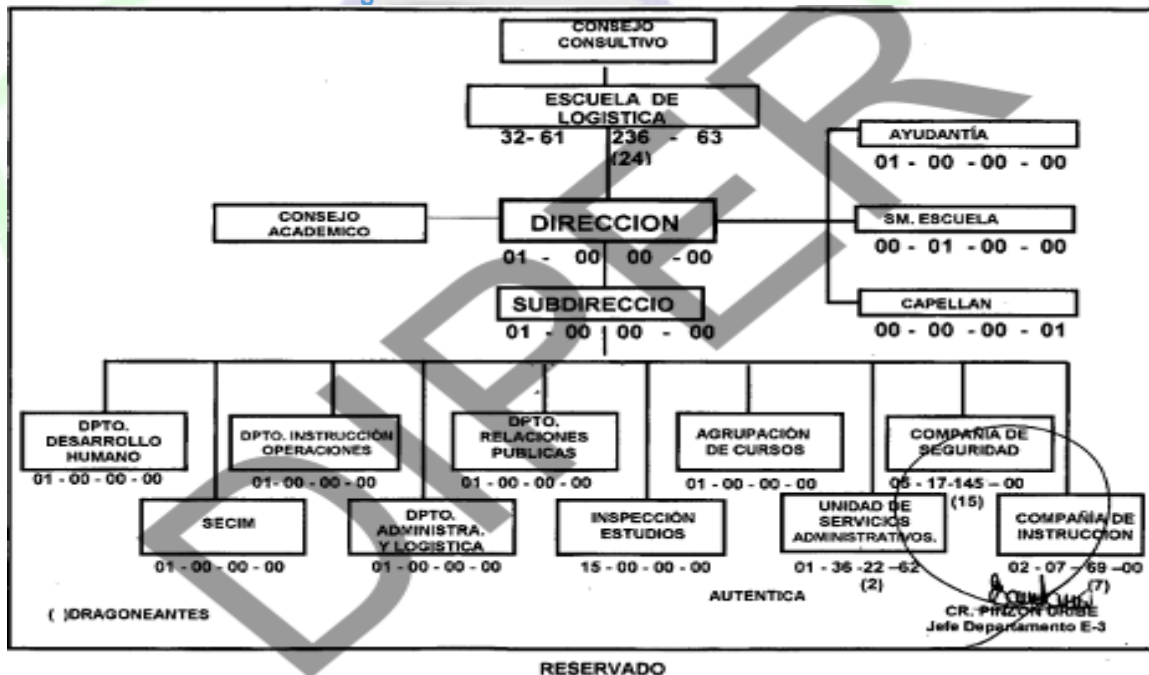 CONSEJO
CONSULTIVO
ESCUELA DE
LOGISTICA
32- 61 236 - 63
(24)
AYUDANTÍA
01 - 00 -00 - 00
CONSEJO
ACADEMICO
DIRECCION
01 - 00 00 - 00
SM. ESCUELA
00 - 01 - 00 - 00
SUBDIRECCIO
01 - 00 - 00 - 00
CAPELLAN
00 - 00 - 00 - 01
DPTO.
DESARROLLO
HUMANO
01 - 00 - 00 - 00
DPTO. INSTRUCCIÓN
OPERACIONES
01- 00 - 00 - 00
DPTO.
RELACIONES
PUBLICAS
01 - 00 - 00 - 00
AGRUPACIÓN
DE CURSOS
01 - 00 - 00 - 00
COMPAÑIA DE
SEGURIDAD
05 - 17-145 – 00
(15)
SECIM
01 - 00 - 00 - 00
DPTO.
ADMINISTRA.
Y LOGISTICA
01 - 00 - 00 - 00
INSPECCIÓN
ESTUDIOS
15 - 00 - 00 - 00
UNIDAD DE
SERVICIOS
ADMINISTRATIVOS.
01 - 36 -22 –62
(2)
COMPAÑÍA DE
INSTRUCCION
02 - 07 – 69 –00
(7)
( )DRAGONEANTES
AUTENTICA
CR. PINZON URIBE
Jefe Departamento E-3
RESERVADO
DIPER